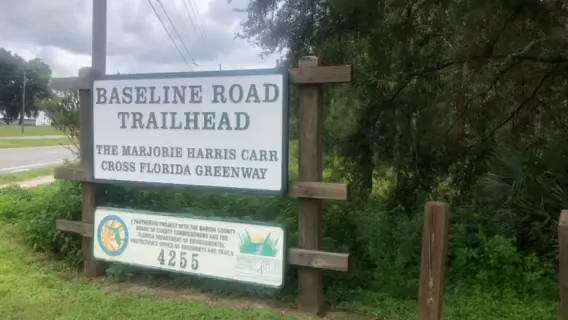 BASELINE ROAD
TRAILHEAD
THE MARJORIE HARRIS CARR
CROSS FLORIDA GREENWAY
A PARTNERSHIP PROJECT WITH THE MARION COUNTY
BOARD OF COUNTY COMMISSIONERS AND THE
FLORIDA DEPARTMENT OF ENVIRONMENTAL
PROTECTION'S OFFICE OF GREENWAYS AND TRAILS
4255